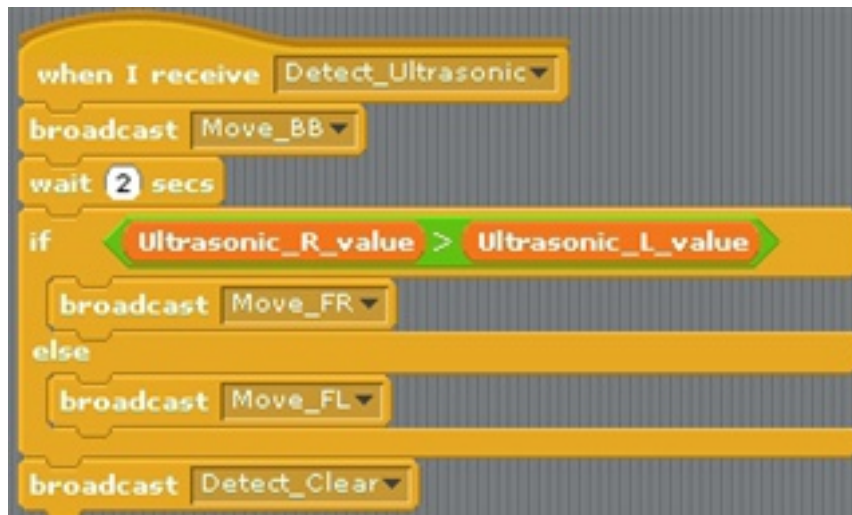 when I receive Detect_Ultrasonic
broadcast Move_BB
wait 2 secs
if Ultrasonic_R_value > Ultrasonic_L_value
broadcast Move_FR
else
broadcast Move_FL
broadcast Detect_Clear